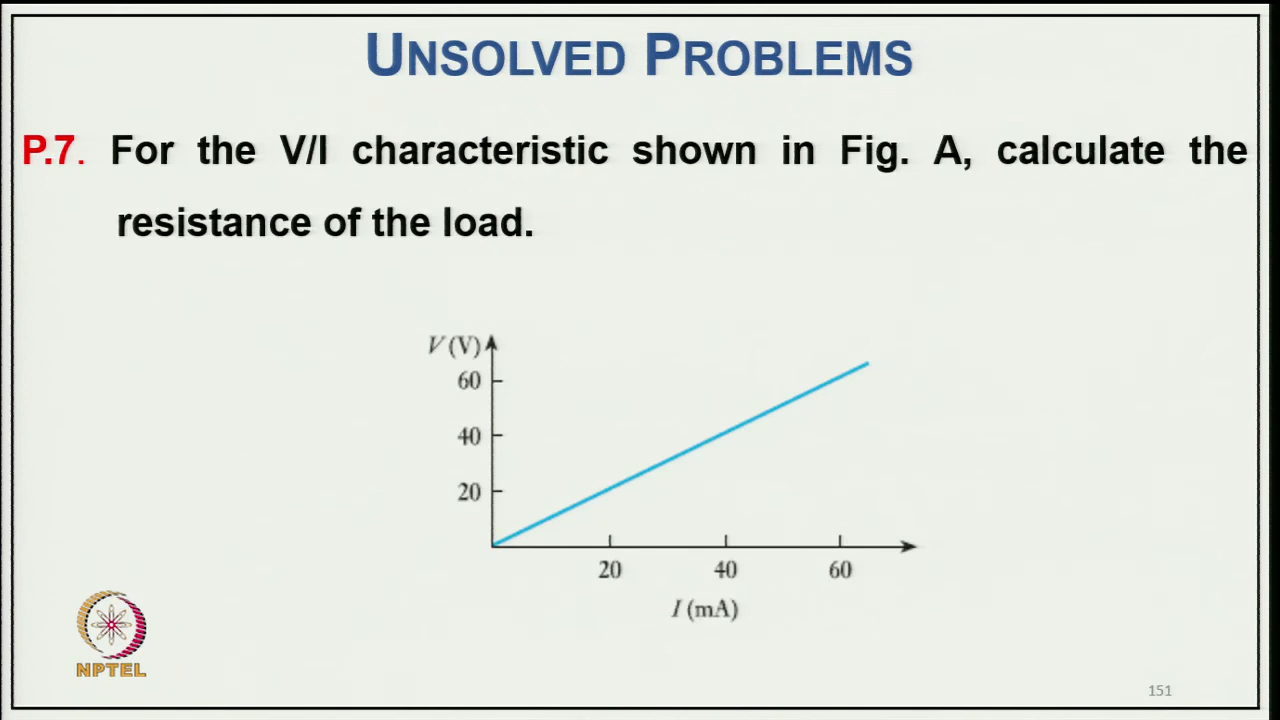 UNSOLVED PROBLEMS
P.7. For the V/I characteristic shown in Fig. A, calculate the
resistance of the load.
V (V)
60
40
20
20 40 60
I (mA)
NPTEL
151